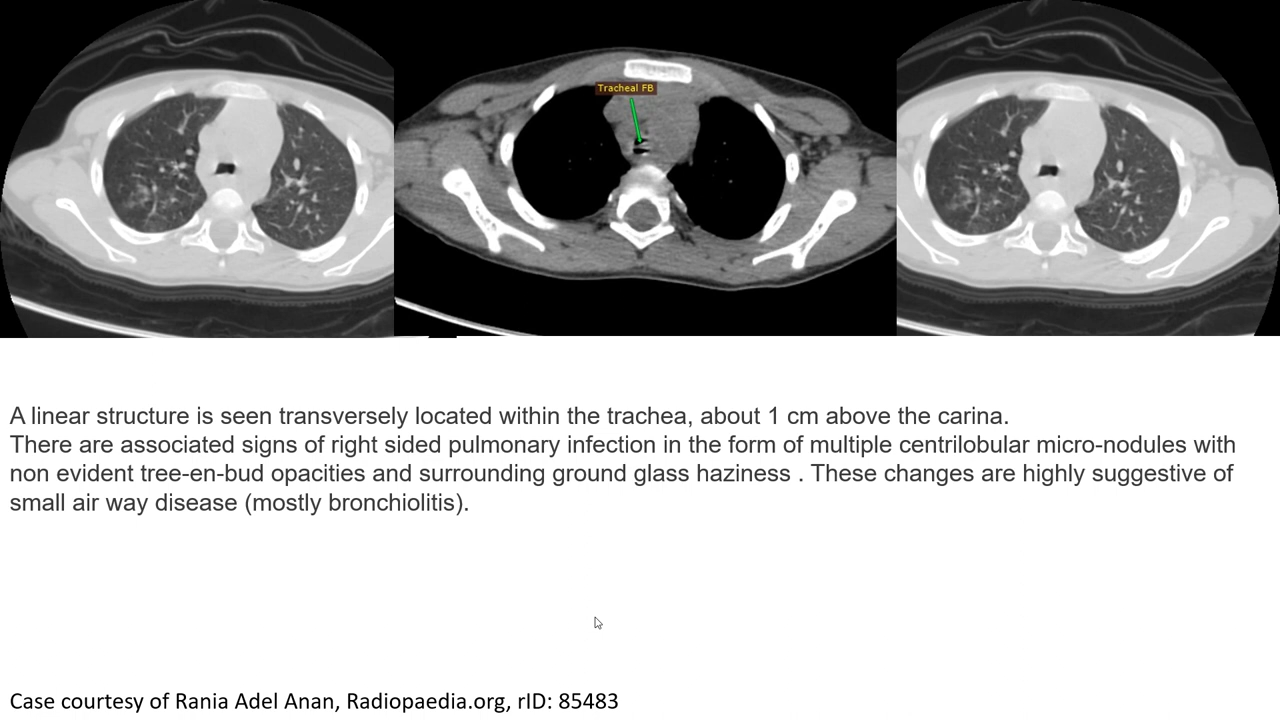 Tracheal FB
A linear structure is seen transversely located within the trachea, about 1 cm above the carina.
There are associated signs of right sided pulmonary infection in the form of multiple centrilobular micro-nodules with
non evident tree-en-bud opacities and surrounding ground glass haziness . These changes are highly suggestive of
small air way disease (mostly bronchiolitis).
Case courtesy of Rania Adel Anan, Radiopaedia.org, rID: 85483